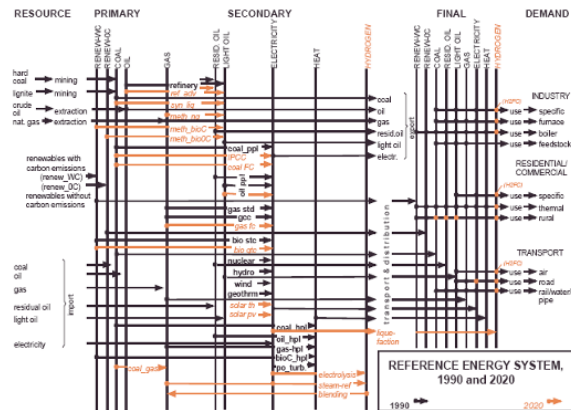 RESOURCE PRIMARY SECONDARY FINAL DEMAND
RENEW-WC
RENEW-0C
COAL
OIL
GAS
RESID. OIL
LIGHT OIL
ELECTRICITY
HEAT
HYDROGEN
RENEW-WC
RENEW-0C
COAL
RESID. OIL
LIGHT OIL
GAS
ELECTRICITY
HEAT
HYDROGEN
hard
coal mining
lignite mining
crude
oil extraction
nat. gas extraction
renewables with
carbon emissions
(renew_WC)
(renew_0C)
renewables without
carbon emissions
coal
oil
gas
residual oil
light oil
electricity
import
refinery
ref_adv.
syn_liq
meth_ng
meth_bioC
meth_bio0C
coal_ppl
IPCC
coal FC
oil ppl
gas std
gcc
gas fc
bio stc
bio gtc
nuclear
hydro
wind
geothrm
solar th
solar pv
coal_hpl
oil_hpl
gas-hpl
bioC_hpl
po_turb.
coal_gas
electrolysis
steam-ref
blending
coal
oil
gas
resid.oil
light oil
electr.
export
transport & distribution
lique-
faction
INDUSTRY
(H2FC)
use specific
use furnace
use boiler
use feedstock
RESIDENTIAL/
COMMERCIAL
(H2FC)
use specific
use thermal
use rural
TRANSPORT
(H2FC)
use air
use road
use rail/water/
pipe
REFERENCE ENERGY SYSTEM,
1990 and 2020
1990 2020